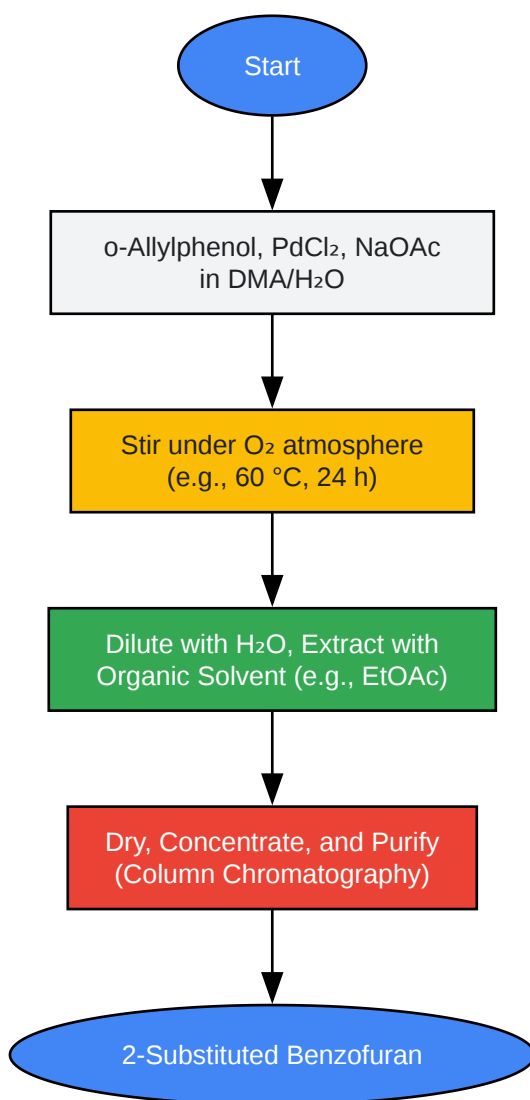 Start
o-Allylphenol, PdCl₂, NaOAc
in DMA/H₂O
Stir under O₂ atmosphere
(e.g., 60 °C, 24 h)
Dilute with H₂O, Extract with
Organic Solvent (e.g., EtOAc)
Dry, Concentrate, and Purify
(Column Chromatography)
2-Substituted Benzofuran